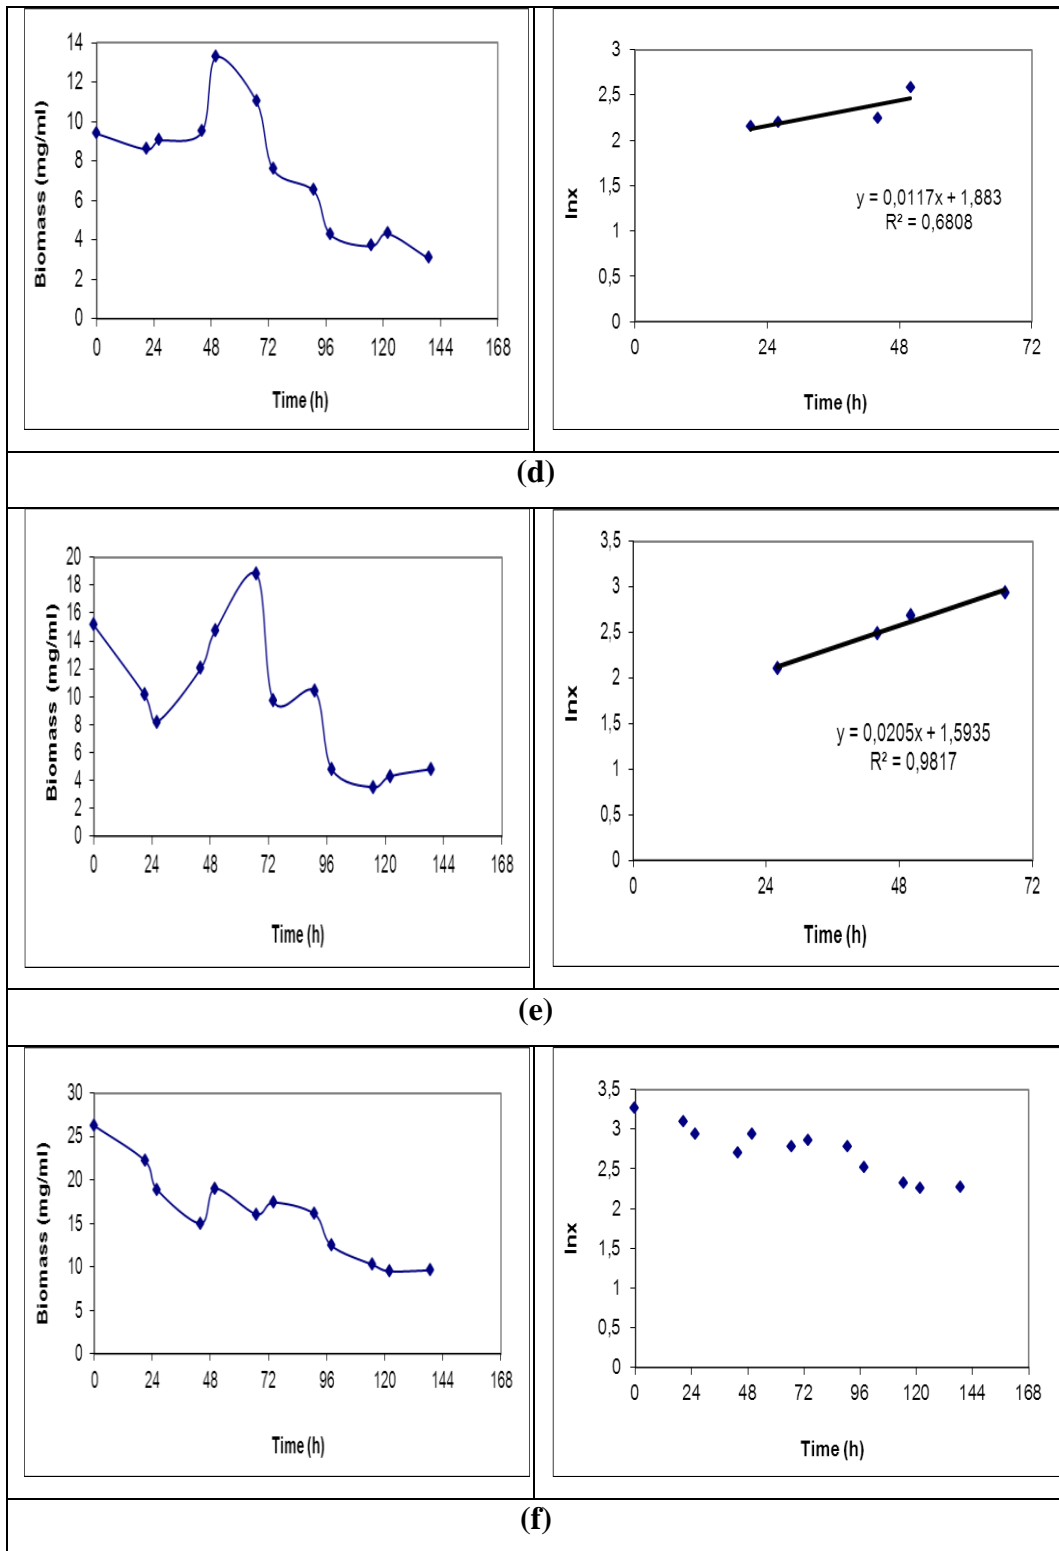 14
12
10
8
6
4
2
0
Biomass (mg/ml)
0 24 48 72 96 120 144 168
Time (h)
3
2,5
2
1,5
1
0,5
0
lnx
y = 0,0117x + 1,883
R² = 0,6808
0 24 48 72
Time (h)
(d)
20
18
16
14
12
10
8
6
4
2
0
Biomass (mg/ml)
0 24 48 72 96 120 144 168
Time (h)
3,5
3
2,5
2
1,5
1
0,5
0
lnx
y = 0,0205x + 1,5935
R² = 0,9817
0 24 48 72
Time (h)
(e)
30
25
20
15
10
5
0
Biomass (mg/ml)
0 24 48 72 96 120 144 168
Time (h)
3,5
3
2,5
2
1,5
1
0,5
0
lnx
0 24 48 72 96 120 144 168
Time (h)
(f)